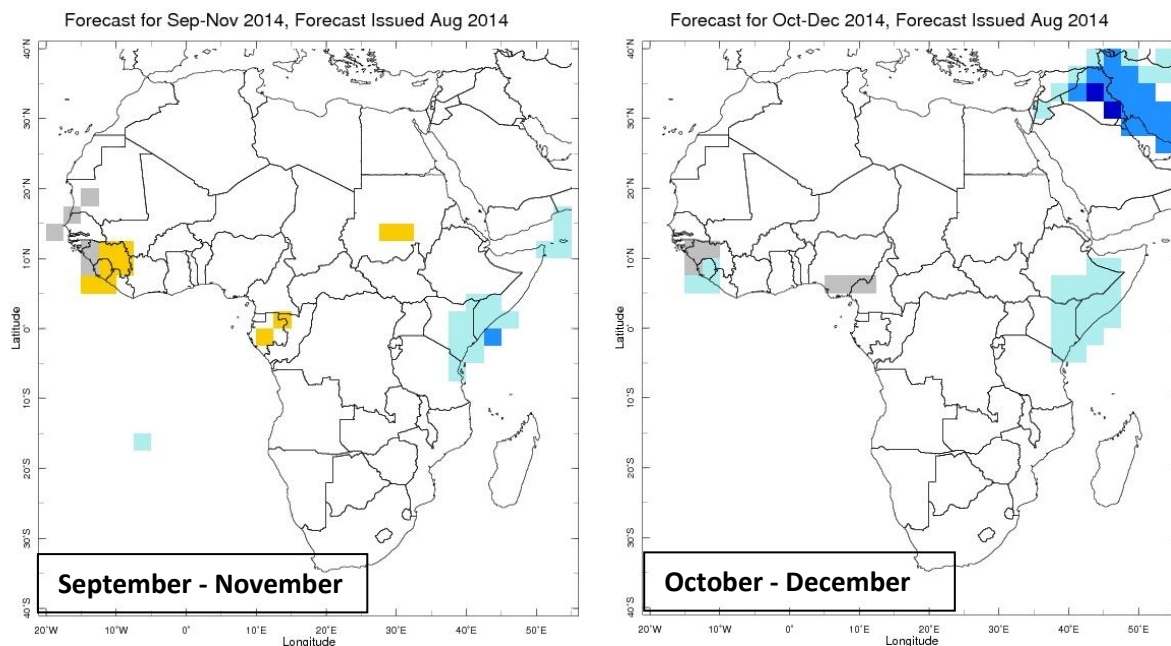 Forecast for Sep-Nov 2014, Forecast Issued Aug 2014
40°N
30°N
20°N
10°N
0°
10°S
20°S
30°S
40°S
Latitude
September - November
20°W 10°W 0° 10°E 20°E 30°E 40°E 50°E
Longitude
Forecast for Oct-Dec 2014, Forecast Issued Aug 2014
40°N
30°N
20°N
10°N
0°
10°S
20°S
30°S
40°S
Latitude
October - December
20°W 10°W 0° 10°E 20°E 30°E 40°E 50°E
Longitude